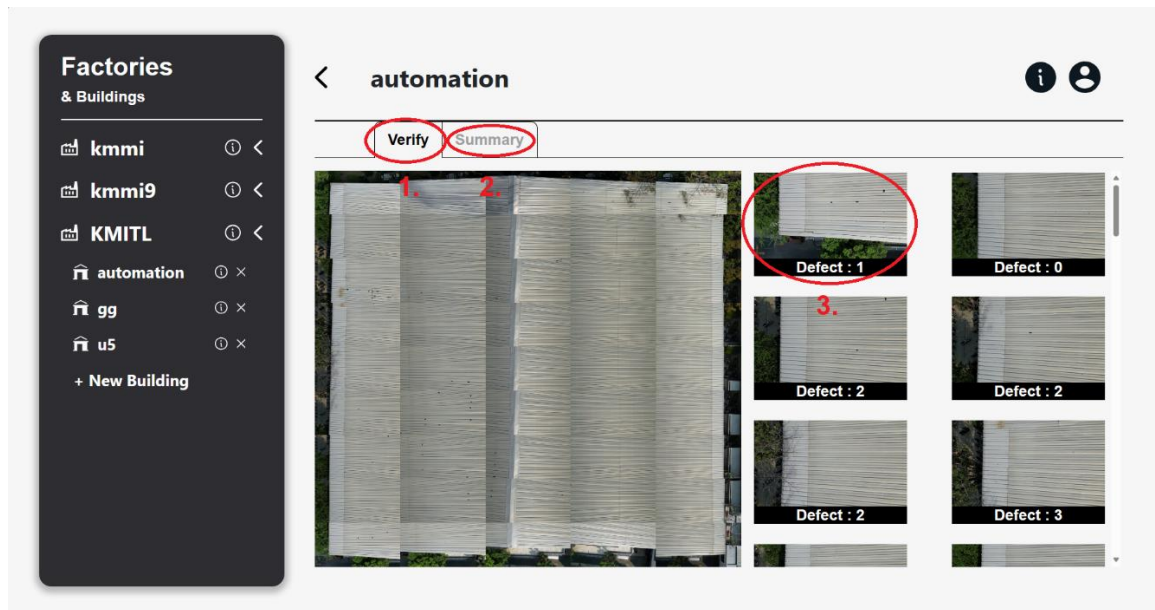 Factories
& Buildings
kmmi
kmmi9
KMITL
automation
gg
u5
+ New Building
automation
Verify
Summary
1.
2.
Defect : 1
Defect : 0
3.
Defect : 2
Defect : 2
Defect : 2
Defect : 3